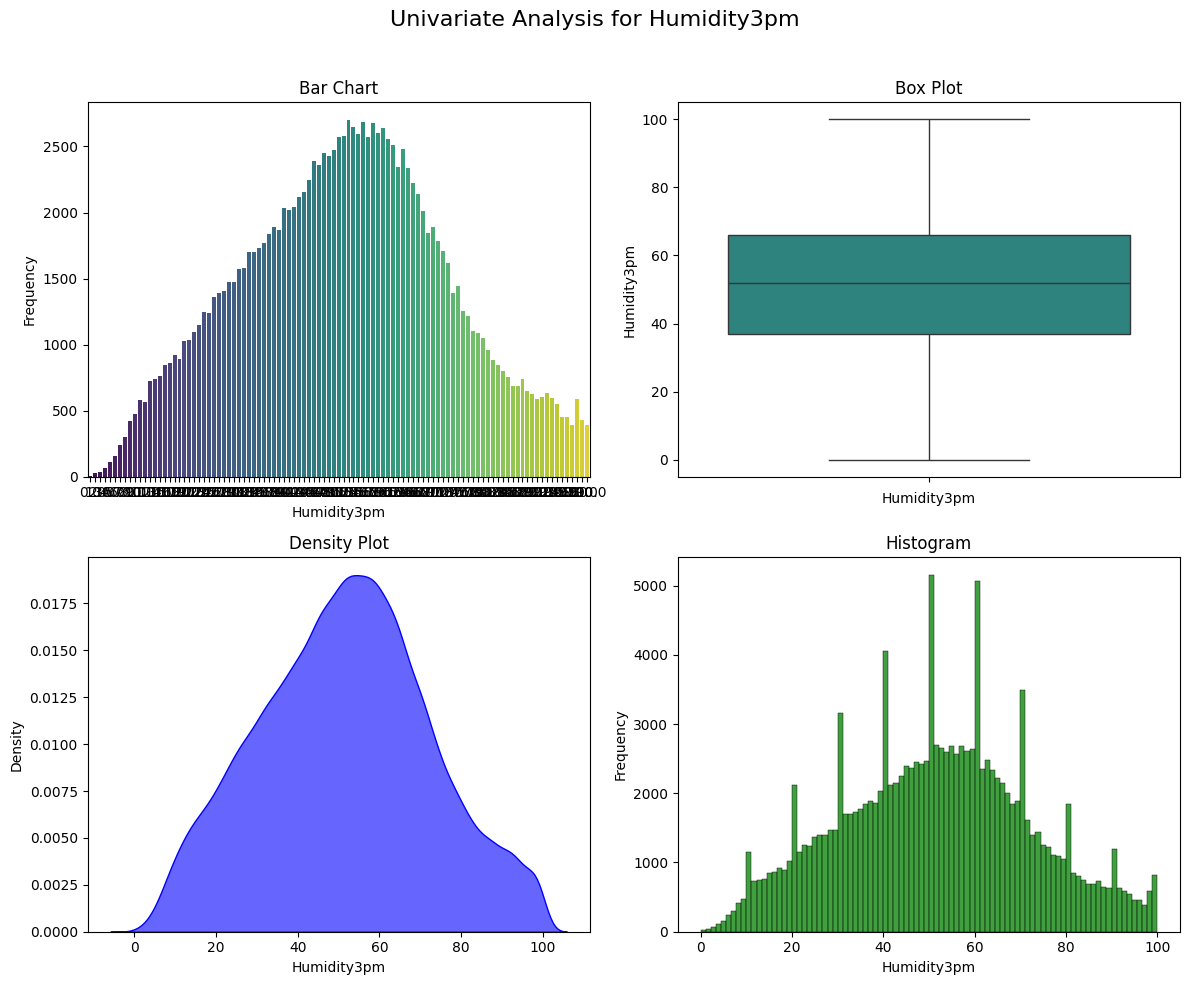 Univariate Analysis for Humidity3pm
Bar Chart
Frequency
2500
2000
1500
1000
500
0
Humidity3pm
Box Plot
Humidity3pm
100
80
60
40
20
0
Humidity3pm
Density Plot
Density
0.0175
0.0150
0.0125
0.0100
0.0075
0.0050
0.0025
0.0000
0 20 40 60 80 100
Humidity3pm
Histogram
Frequency
5000
4000
3000
2000
1000
0
0 20 40 60 80 100
Humidity3pm